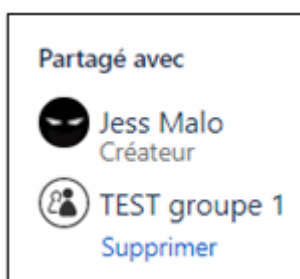 Partagé avec
Jess Malo
Créateur
TEST groupe 1
Supprimer